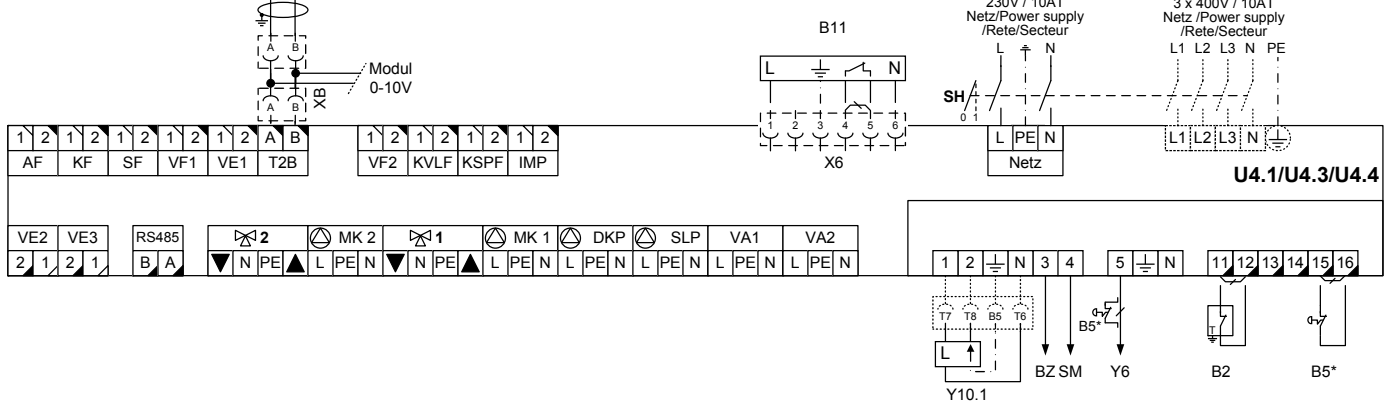 230V / 10AT
Netz/Power supply
/Rete/Secteur
L N
3 x 400V / 10AT
Netz /Power supply
/Rete/Secteur
L1 L2 L3 N PE
B11
L N
A B
Modul
0-10V
XB
A B
SH
0 1
1 2 3 4 5 6
X6
1 2 1 2 1 2 1 2 1 2 A B
AF KF SF VF1 VE1 T2B
1 2 1 2 1 2 1 2
VF2 KVLF KSPF IMP
L PE N
Netz
L1 L2 L3 N
U4.1/U4.3/U4.4
VE2 VE3 RS485 2 MK 2 1 MK 1 DKP SLP VA1 VA2
2 1 2 1 B A N PE L PE N N PE L PE N L PE N L PE N L PE N L PE N
1 2 N 3 4 5 N 11 12 13 14 15 16
T7 T8 B5 T6
B5*
T
L
BZ SM Y6 B2 B5*
Y10.1